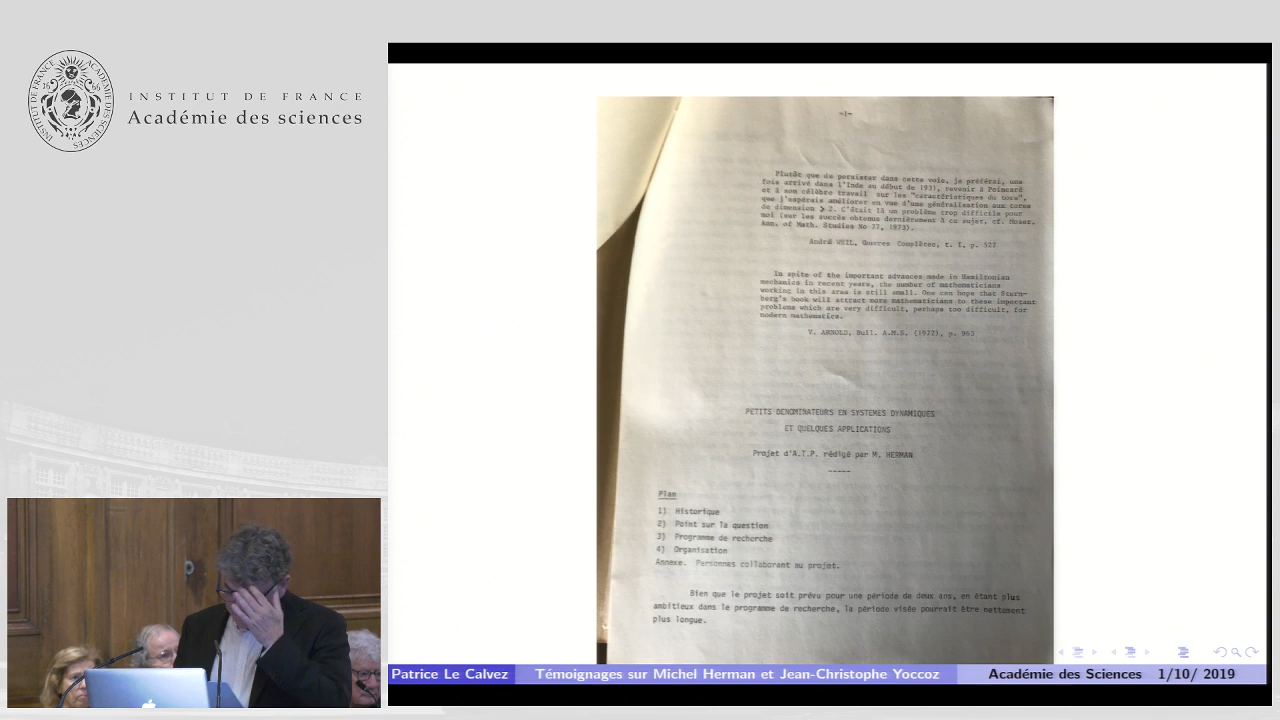 INSTITUT DE FRANCE
Académie des sciences
-1-
Plutôt que de persister dans cette voie, je préférai, une
fois arrivé dans l'Inde au début de 1931, revenir à Poincaré
et à son célèbre travail sur les "caractéristiques du tore",
que j'espérais améliorer en vue d'une généralisation aux tores
de dimension > 2. C'était là un problème trop difficile pour
moi (sur les succès obtenus dernièrement à ce sujet, cf. Moser,
Ann. of Math. Studies No 77, 1973).
André WEIL, Œuvres Complètes, t. I, p. 527
In spite of the important advances made in Hamiltonian
mechanics in recent years, the number of mathematicians
working in this area is still small. One can hope that Stern-
berg's book will attract more mathematicians to these important
problems which are very difficult, perhaps too difficult, for
modern mathematics.
V. ARNOLD, Bull. A.M.S. (1972), p. 962
PETITS DENOMINATEURS EN SYSTEMES DYNAMIQUES
ET QUELQUES APPLICATIONS
Projet d'A.T.P. rédigé par M. HERMAN
-----
Plan
1) Historique
2) Point sur la question
3) Programme de recherche
4) Organisation
Annexe. Personnes collaborant au projet.
Bien que le projet soit prévu pour une période de deux ans, en étant plus
ambitieux dans le programme de recherche, la période visée pourrait être nettement
plus longue.
Patrice Le Calvez Témoignages sur Michel Herman et Jean-Christophe Yoccoz Académie des Sciences 1/10/ 2019